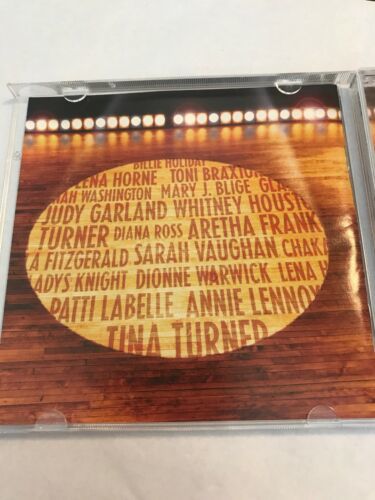 BILLIE HOLIDAY
LENA HORNE TONI BRAXTON
NAH WASHINGTON MARY J. BLIGE GLA
JUDY GARLAND WHITNEY HOUST
TURNER DIANA ROSS ARETHA FRANK
A FITZGERALD SARAH VAUGHAN CHAKA
ADYS KNIGHT DIONNE WARWICK LENA H
PATTI LABELLE ANNIE LENNOX
TINA TURNER